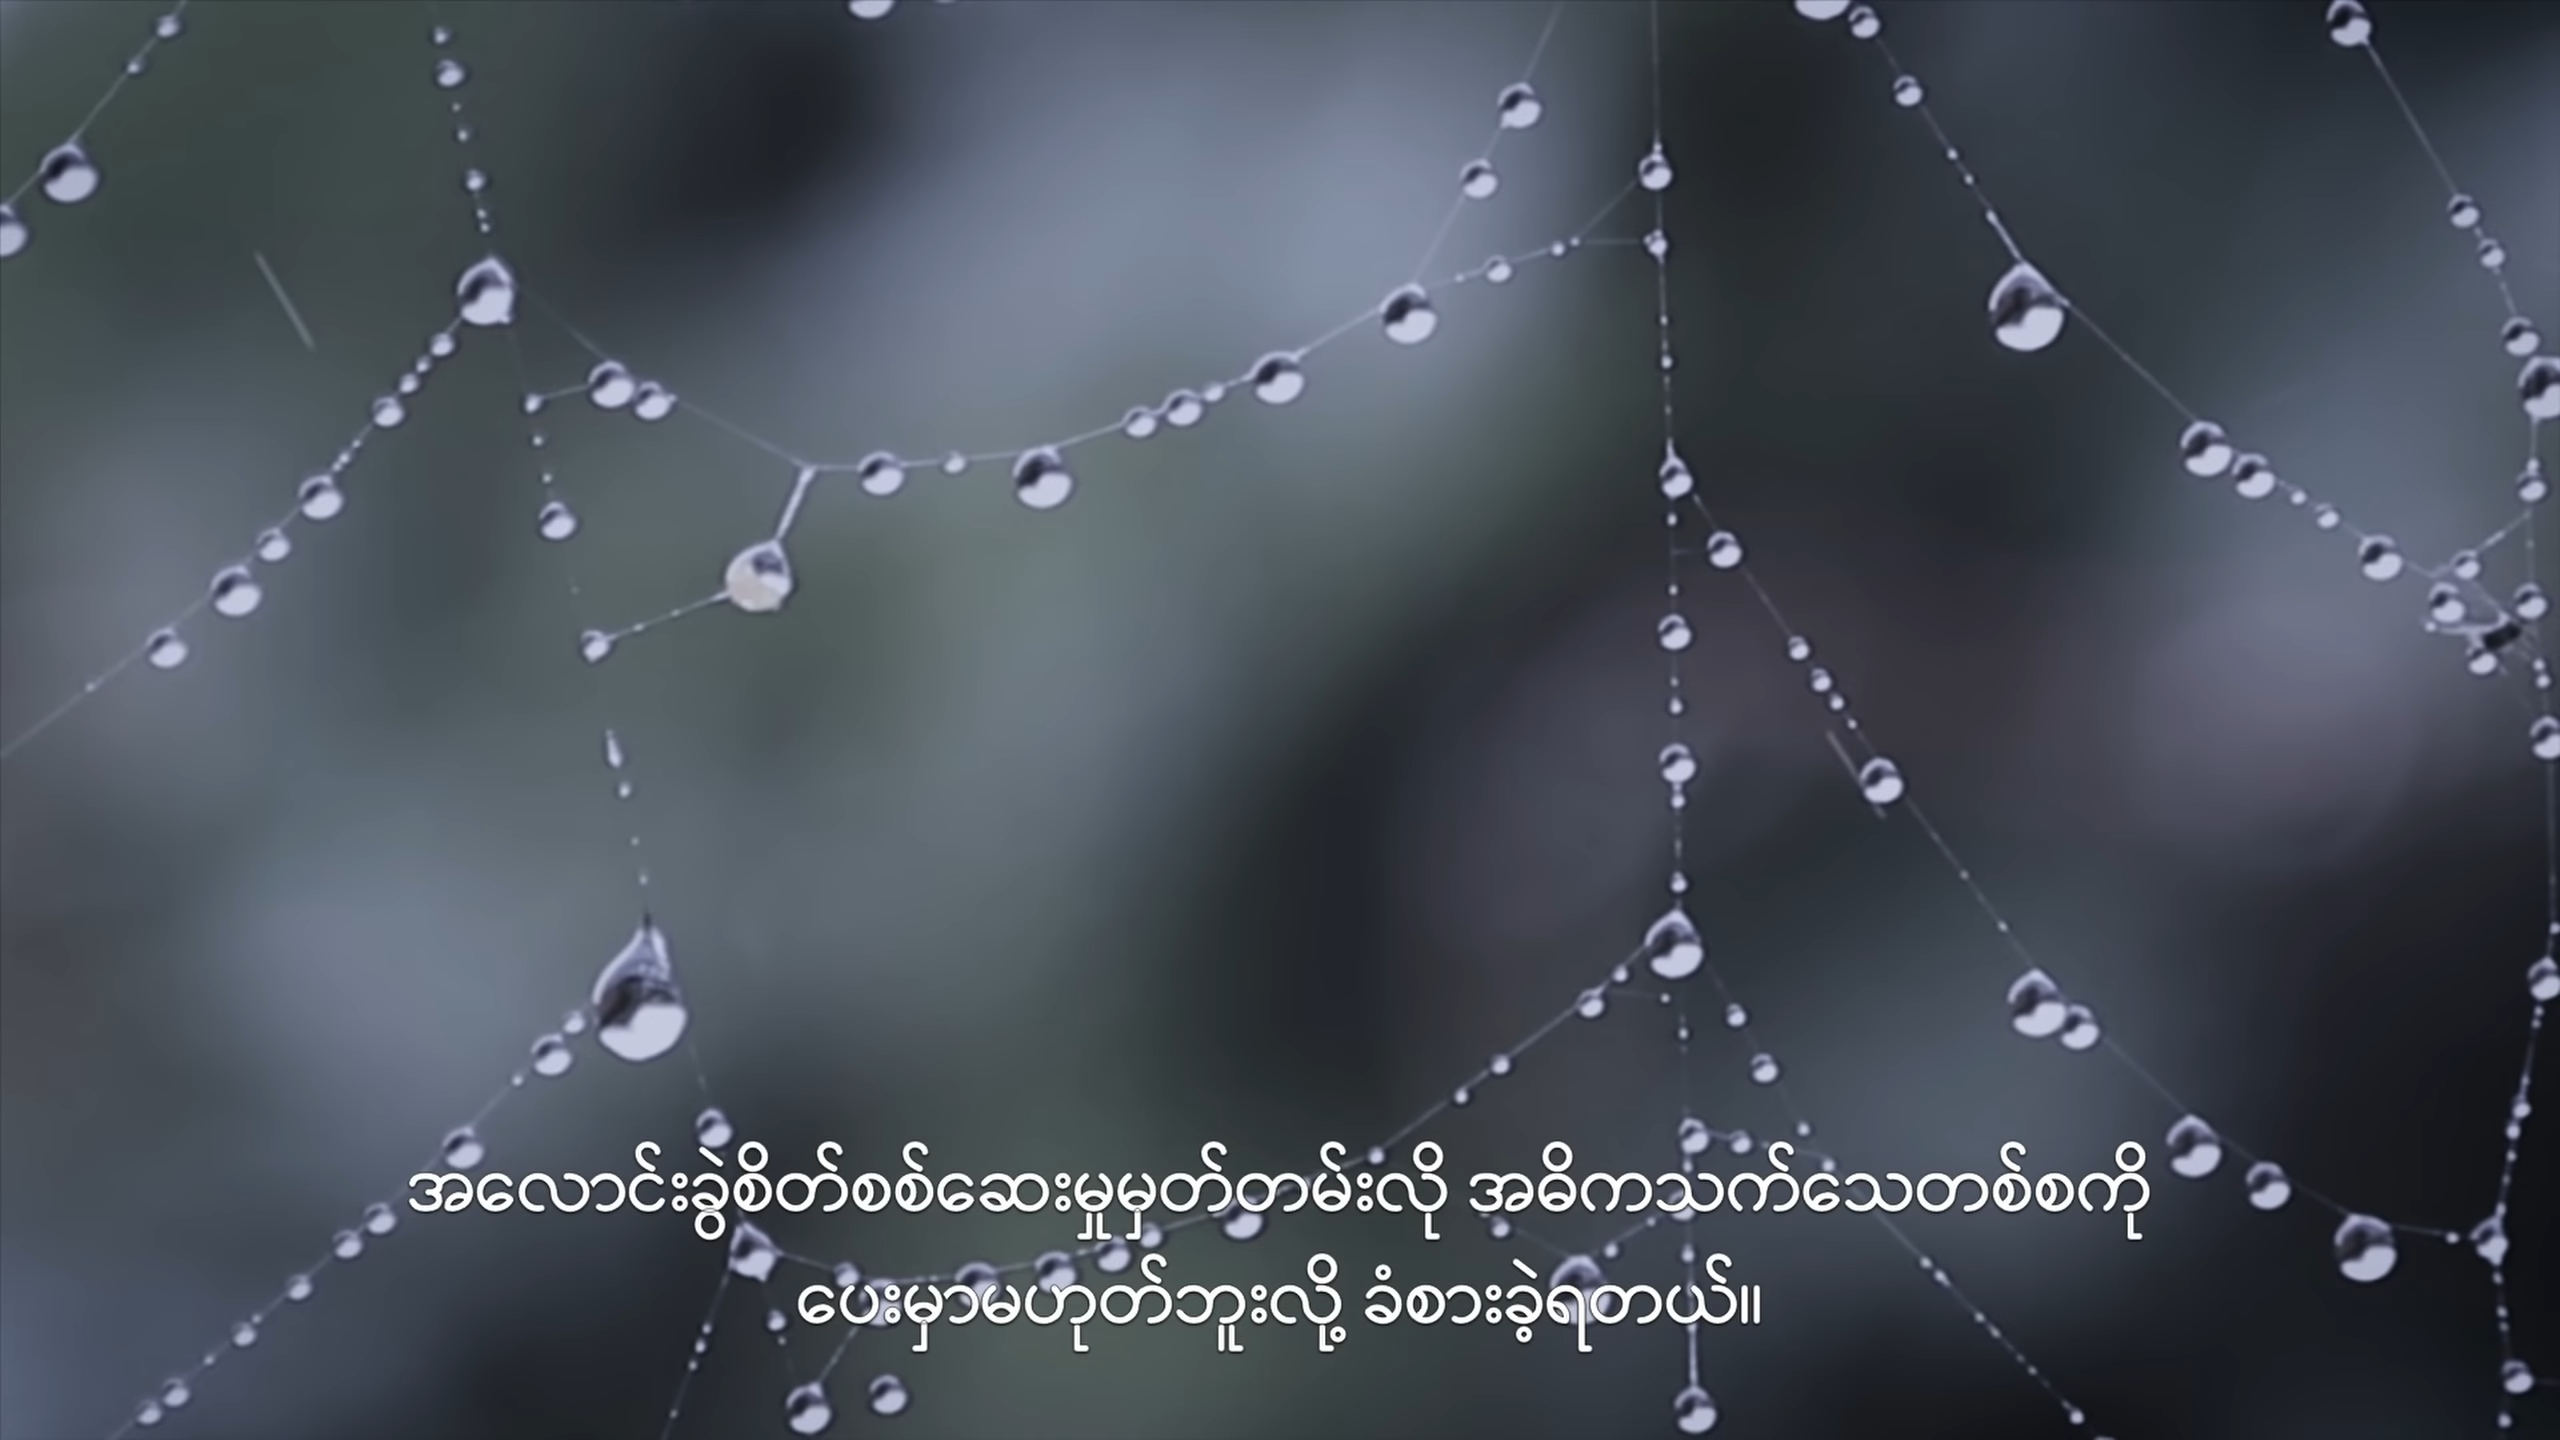 အလောင်းခွဲစိတ်စစ်ဆေးမှုမှတ်တမ်းလို အဓိကသက်သေတစ်စကို
ပေးမှာမဟုတ်ဘူးလို့ ခံစားခဲ့ရတယ်။